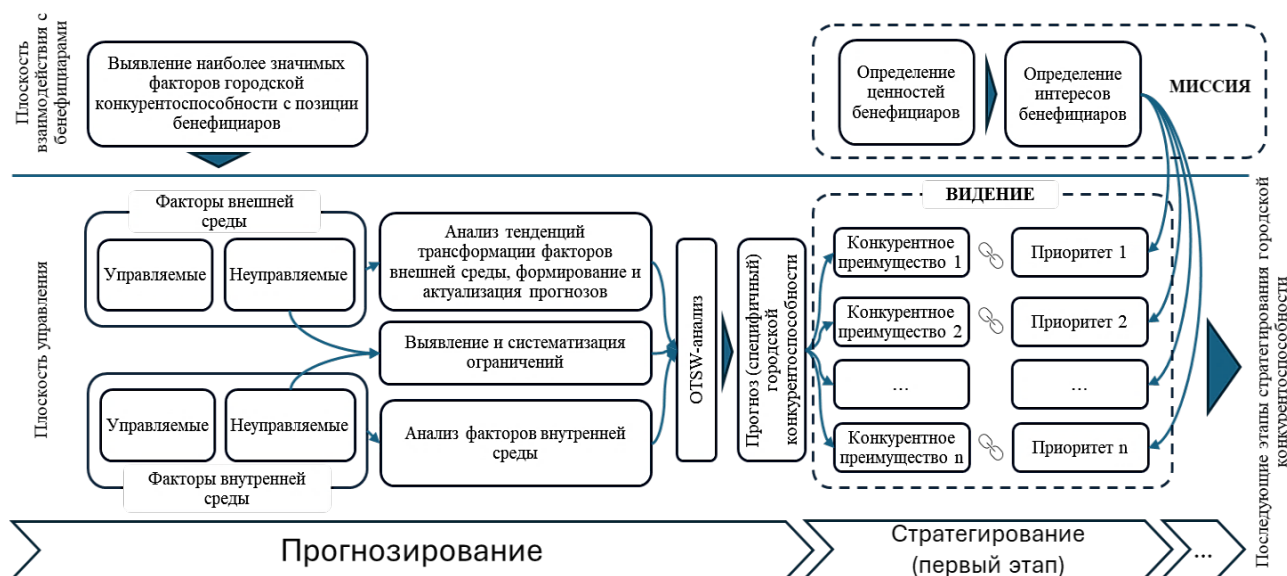 Плоскость
взаимодействия с
бенефициарами
Выявление наиболее значимых
факторов городской
конкурентоспособности с позиции
бенефициаров
Определение
ценностей
бенефициаров
Определение
интересов
бенефициаров
МИССИЯ
Плоскость управления
Факторы внешней
среды
Управляемые
Неуправляемые
Анализ тенденций
трансформации факторов
внешней среды, формирование и
актуализация прогнозов
Выявление и систематизация
ограничений
Управляемые
Неуправляемые
Факторы внутренней
среды
Анализ факторов внутренней
среды
OTSW-анализ
Прогноз (специфичный)
городской
конкурентоспособности
ВИДЕНИЕ
Конкурентное
преимущество 1
Приоритет 1
Конкурентное
преимущество 2
Приоритет 2
...
...
Конкурентное
преимущество n
Приоритет n
Последующие этапы стратегирования городской
конкурентоспособности
Прогнозирование
Стратегирование
(первый этап)
...